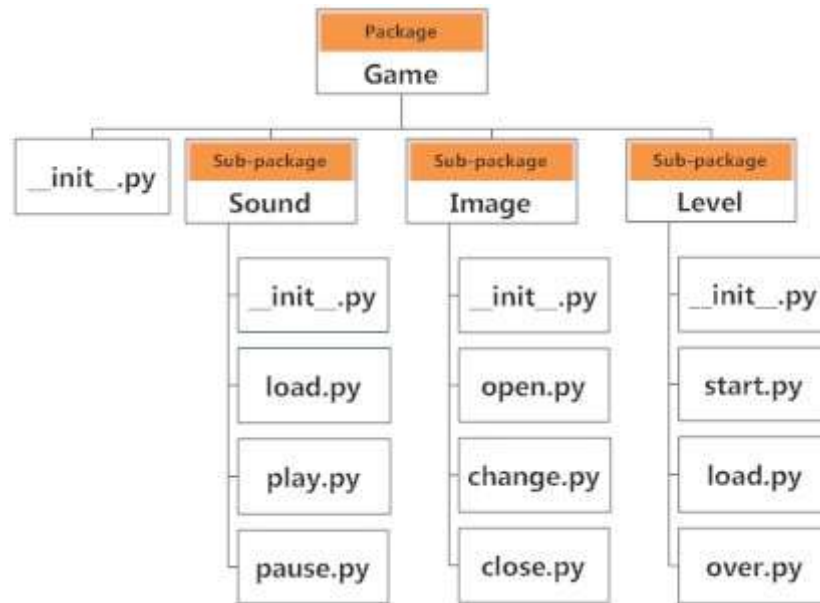 Package
Game
__init__.py
Sub-package
Sound
__init__.py
load.py
play.py
pause.py
Sub-package
Image
__init__.py
open.py
change.py
close.py
Sub-package
Level
__init__.py
start.py
load.py
over.py